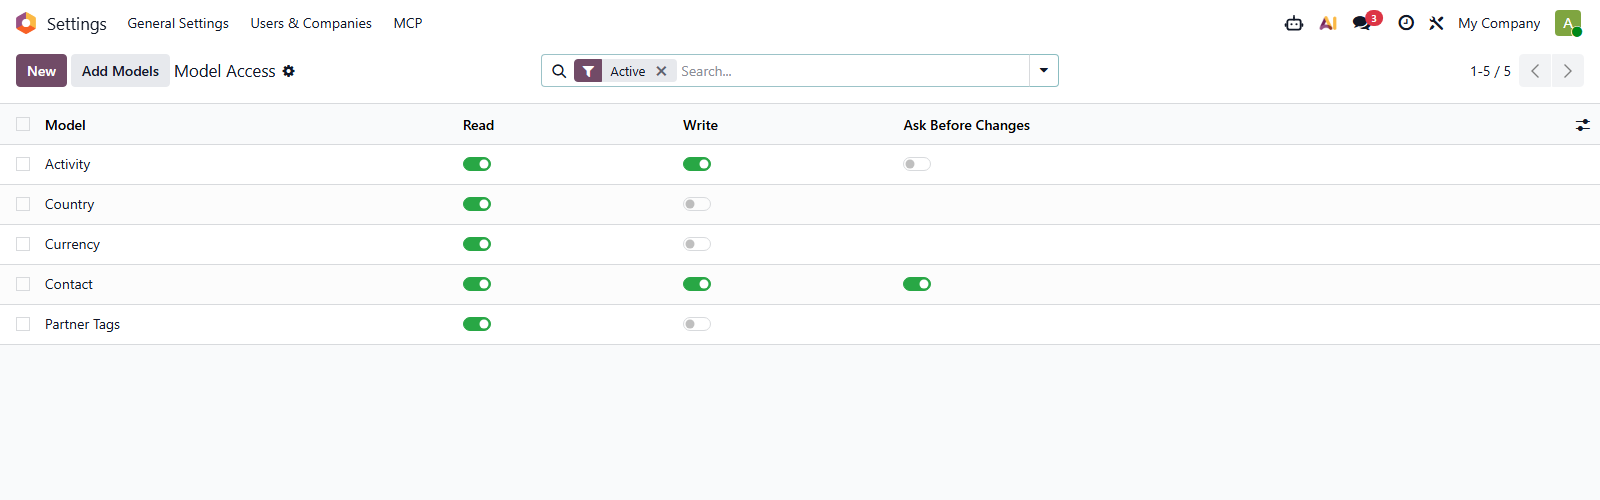 Settings General Settings Users & Companies MCP AI 3 My Company A
New Add Models Model Access Active Search... 1-5 / 5
Model Read Write Ask Before Changes
Activity
Country
Currency
Contact
Partner Tags